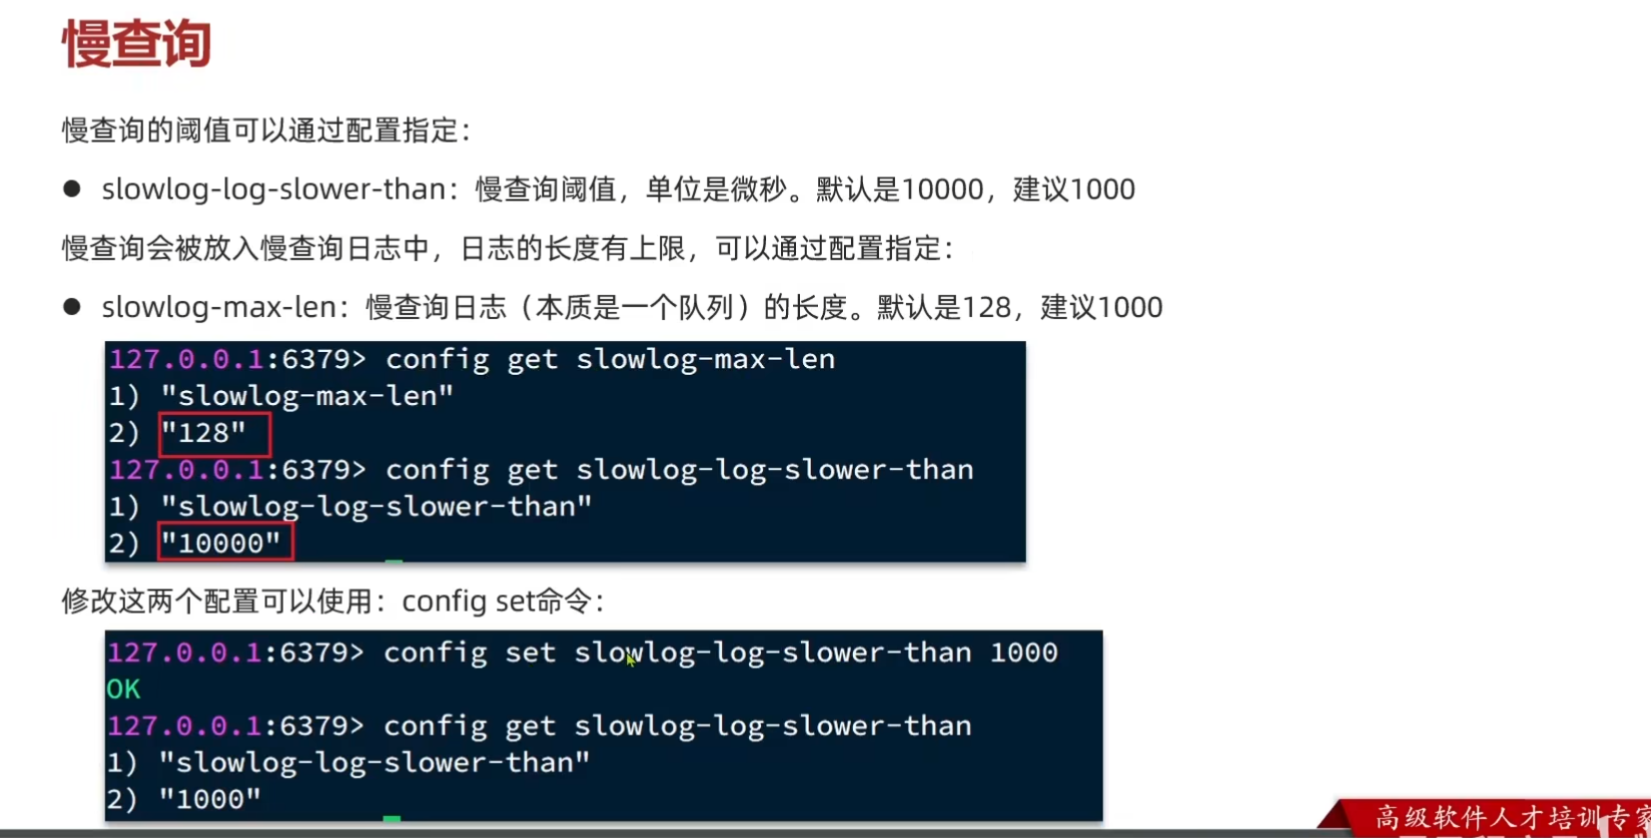 慢查询
慢查询的阈值可以通过配置指定：
● slowlog-log-slower-than：慢查询阈值，单位是微秒。默认是10000，建议1000
慢查询会被放入慢查询日志中，日志的长度有上限，可以通过配置指定：
● slowlog-max-len：慢查询日志（本质是一个队列）的长度。默认是128，建议1000
127.0.0.1:6379> config get slowlog-max-len
1) "slowlog-max-len"
2) "128"
127.0.0.1:6379> config get slowlog-log-slower-than
1) "slowlog-log-slower-than"
2) "10000"
修改这两个配置可以使用：config set命令：
127.0.0.1:6379> config set slowlog-log-slower-than 1000
OK
127.0.0.1:6379> config get slowlog-log-slower-than
1) "slowlog-log-slower-than"
2) "1000"
高级软件人才培训专家